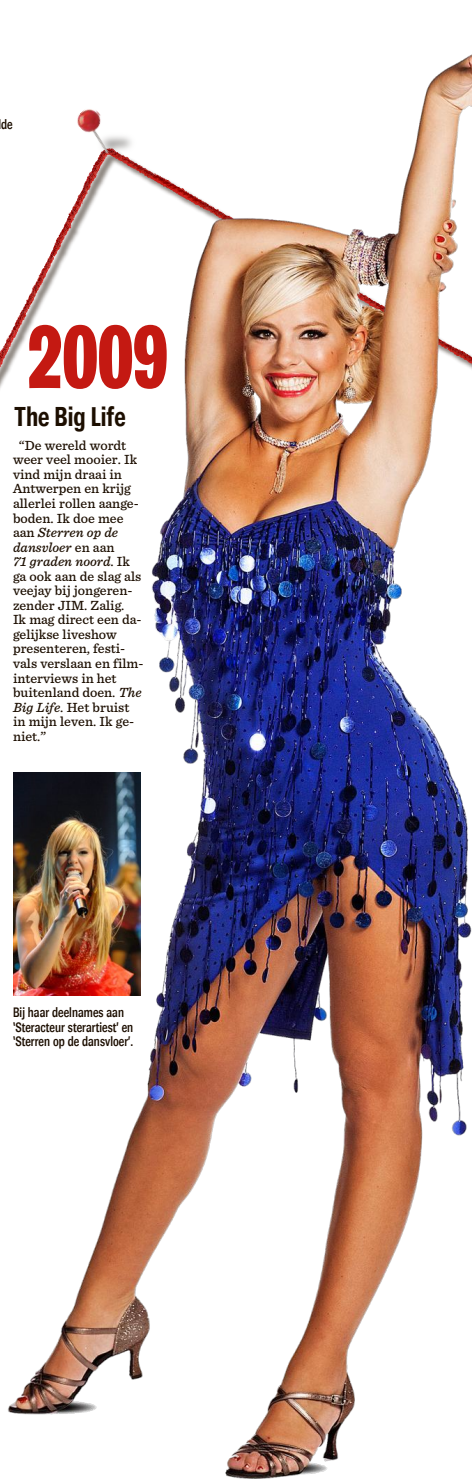 lde
2009
The Big Life
“De wereld wordt
weer veel mooier. Ik
vind mijn draai in
Antwerpen en krijg
allerlei rollen aange-
boden. Ik doe mee
aan Sterren op de
dansvloer en aan
71 graden noord. Ik
ga ook aan de slag als
veejay bij jongeren-
zender JIM. Zalig.
Ik mag direct een da-
gelijkse liveshow
presenteren, festi-
vals verslaan en film-
interviews in het
buitenland doen. The
Big Life. Het bruist
in mijn leven. Ik ge-
niet.”
Bij haar deelnames aan
'Steracteur sterartiest' en
'Sterren op de dansvloer'.